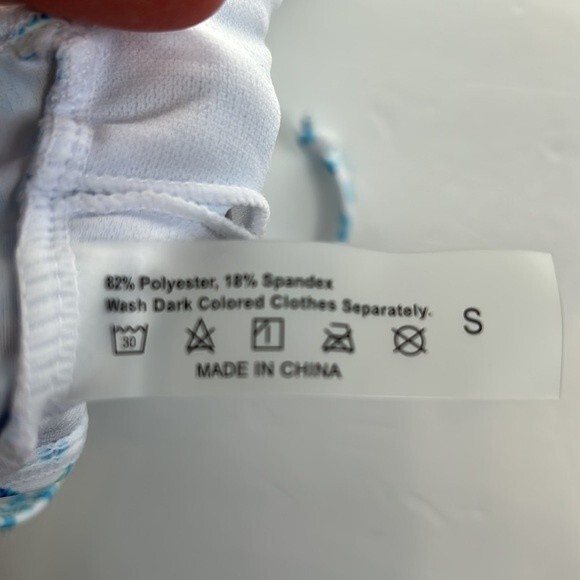 82% Polyester, 18% Spandex
Wash Dark Colored Clothes Separately.
S
30
MADE IN CHINA